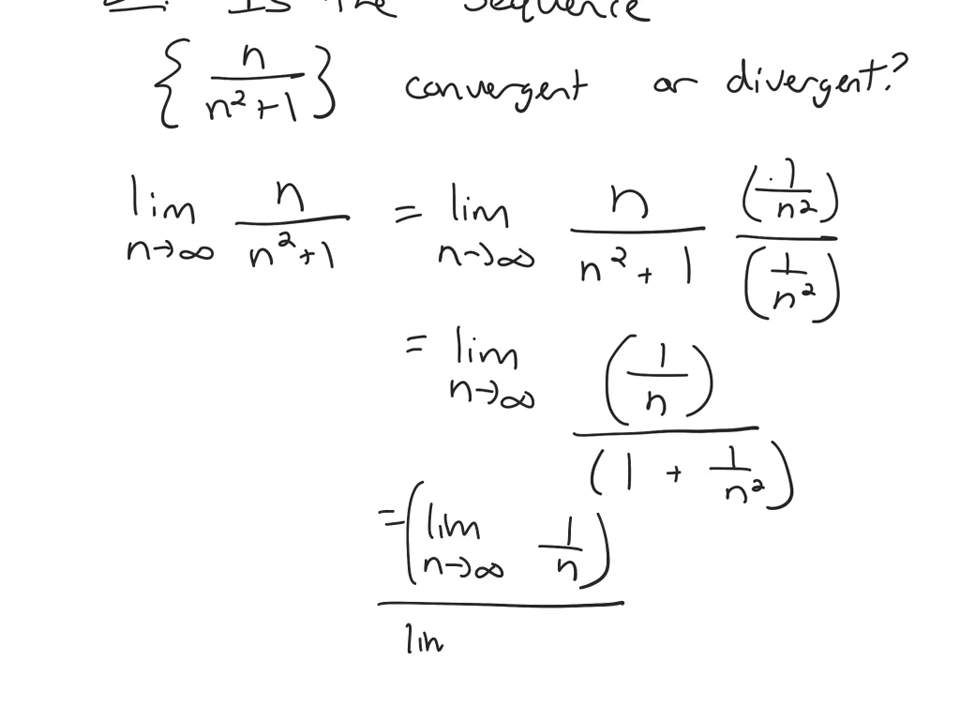 Is the sequence
{ n / (n² + 1) } convergent or divergent?
lim n→∞ n / (n² + 1) = lim n→∞ n / (n² + 1) (1 / n²) / (1 / n²)
= lim n→∞ (1 / n) / (1 + 1 / n²)
= (lim n→∞ 1 / n) /
lim